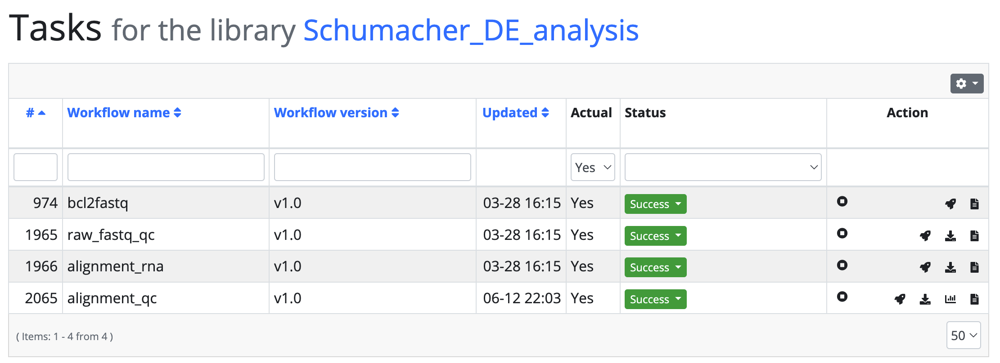 Tasks for the library Schumacher_DE_analysis
# Workflow name Workflow version Updated Actual Status Action
Yes
974 bcl2fastq v1.0 03-28 16:15 Yes Success
1965 raw_fastq_qc v1.0 03-28 16:15 Yes Success
1966 alignment_rna v1.0 03-28 16:15 Yes Success
2065 alignment_qc v1.0 06-12 22:03 Yes Success
( Items: 1 - 4 from 4 ) 50